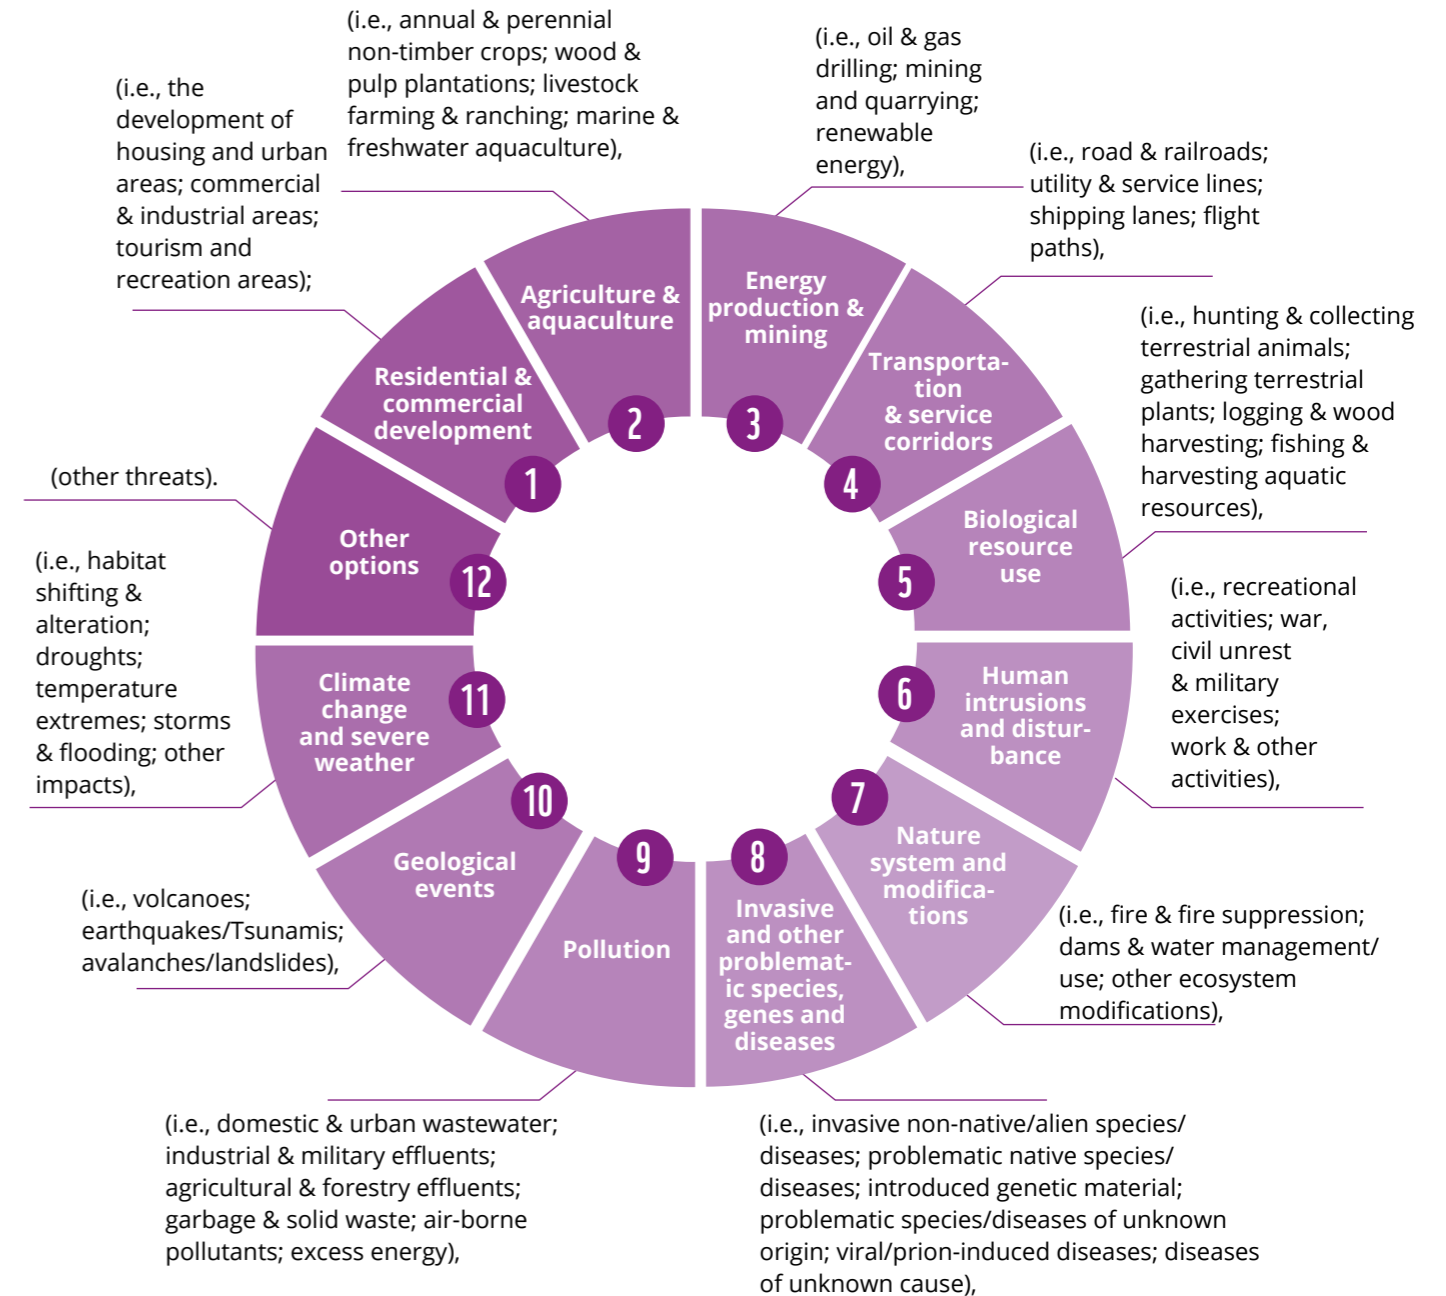 (i.e., the
development of
housing and urban
areas; commercial
& industrial areas;
tourism and
recreation areas);
Residential &
commercial
development
1
(i.e., annual & perennial
non-timber crops; wood &
pulp plantations; livestock
farming & ranching; marine &
freshwater aquaculture),
Agriculture &
aquaculture
2
(i.e., oil & gas
drilling; mining
and quarrying;
renewable
energy),
Energy
production &
mining
3
(i.e., road & railroads;
utility & service lines;
shipping lanes; flight
paths),
Transporta-
tion
& service
corridors
4
(i.e., hunting & collecting
terrestrial animals;
gathering terrestrial
plants; logging & wood
harvesting; fishing &
harvesting aquatic
resources),
Biological
resource
use
5
(i.e., recreational
activities; war,
civil unrest
& military
exercises;
work & other
activities),
Human
intrusions
and distur-
bance
6
(i.e., fire & fire suppression;
dams & water management/
use; other ecosystem
modifications),
Nature
system and
modifica-
tions
7
(i.e., invasive non-native/alien species/
diseases; problematic native species/
diseases; introduced genetic material;
problematic species/diseases of unknown
origin; viral/prion-induced diseases; diseases
of unknown cause),
Invasive
and other
problemat-
ic species,
genes and
diseases
8
(i.e., domestic & urban wastewater;
industrial & military effluents;
agricultural & forestry effluents;
garbage & solid waste; air-borne
pollutants; excess energy),
Pollution
9
(i.e., volcanoes;
earthquakes/Tsunamis;
avalanches/landslides),
Geological
events
10
(i.e., habitat
shifting &
alteration;
droughts;
temperature
extremes; storms
& flooding; other
impacts),
Climate
change
and severe
weather
11
(other threats).
Other
options
12